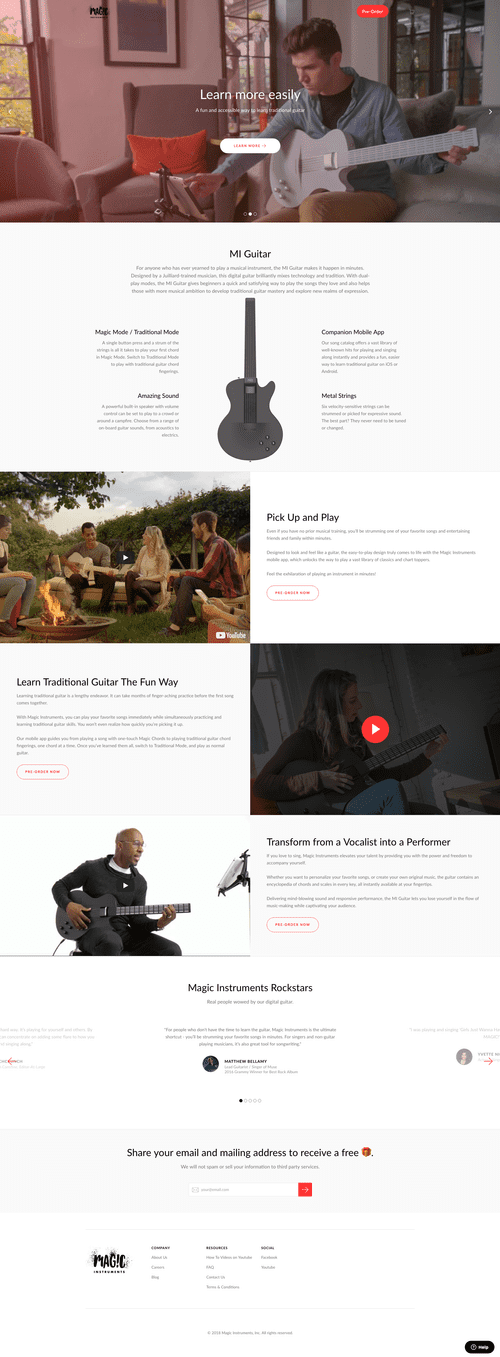 MAGIC
INSTRUMENTS
Pre-Order
Learn more easily
A fun and accessible way to learn traditional guitar
LEARN MORE
MI Guitar
For anyone who has ever yearned to play a musical instrument, the MI Guitar makes it happen in minutes.
Designed by a Julliard-trained musician, this digital guitar brilliantly mixes technology and tradition. With dual-
play modes, the MI Guitar gives beginners a quick and satisfying way to play the songs they love and also helps
those with more musical ambition to develop traditional guitar mastery and explore new realms of expression.
Magic Mode / Traditional Mode
A single button press and a strum of the
strings is all it takes to play your first chord
in Magic Mode. Switch to Traditional Mode
to play with traditional guitar chord
fingerings.
Companion Mobile App
Our song catalog offers a vast library of
well-known hits for playing and singing
along instantly and provides a fun, easier
way to learn traditional guitar on iOS or
Android.
Amazing Sound
A powerful built in speaker with volume
control can be set to play to a crowd or
around a campfire. Choose from a range of
on-board guitar sounds, from acoustics to
electrics.
Metal Strings
Six velocity-sensitive strings can be
strummed or picked for expressive sound.
The best part? They never need to be tuned
or changed.
YouTube
Pick Up and Play
Even if you have no prior musical training, you'll be strumming one of your favorite songs and entertaining
friends and family within minutes.
Designed to look and feel like a guitar, the easy-to-play design truly comes to life with the Magic Instruments
mobile app, which unlocks the way to play a vast library of classics and chart toppers.
Feel the exhilaration of playing an instrument in minutes!
PRE-ORDER NOW
Learn Traditional Guitar The Fun Way
Learning traditional guitar is a lengthy endeavor. It can take months of finger-aching practice before the first song
comes together.
With Magic Instruments, you can play your favorite songs immediately while simultaneously practicing and
learning traditional guitar skills. You won't even realize how quickly you're picking it up.
Our mobile app guides you from playing a song with one-touch Magic Chords to playing traditional guitar chord
fingerings, one chord at a time. Once you've learned them all, switch to Traditional Mode, and play as normal
guitar.
PRE-ORDER NOW
Transform from a Vocalist into a Performer
If you love to sing, Magic Instruments elevates your talent by providing you with the power and freedom to
accompany yourself.
Whether you want to personalize your favorite songs, or create your own original music, the guitar contains an
encyclopedia of chords and scales in every key, all instantly available at your fingertips.
Delivering mind-blowing sound and responsive performance, the MI Guitar lets you lose yourself in the flow of
music-making while captivating your audience.
PRE-ORDER NOW
Magic Instruments Rockstars
Real people wowed by our digital guitar.
"For people who don't have the time to learn the guitar, Magic Instruments is the ultimate
shortcut - you'll be strumming your favorite songs in minutes. For singers and non-guitar
playing musicians, it's also great tool for songwriting."
MATTHEW BELLAMY
Lead Guitarist / Singer of Muse
2016 Grammy Winner for Best Rock Album
YVETTE
Share your email and mailing address to receive a free 🎁.
We will not spam or sell your information to third party services.
your@email.com
MAGIC
INSTRUMENTS
COMPANY
About Us
Careers
Blog
RESOURCES
How To Videos on Youtube
FAQ
Contact Us
Terms & Conditions
SOCIAL
Facebook
Youtube
© 2018 Magic Instruments, Inc. All rights reserved.
Help